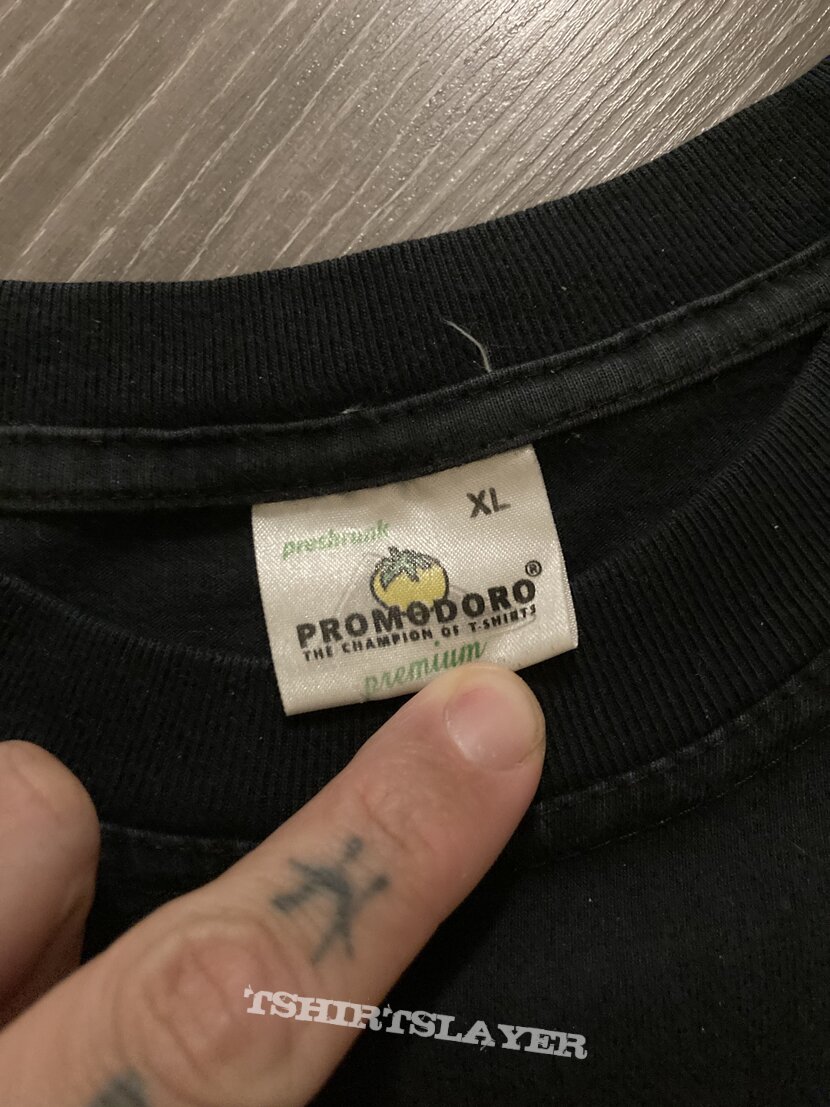 XL
preshrunk
PROMODORO®
THE CHAMPION OF T-SHIRTS
premium
TSHIRTSLAYER